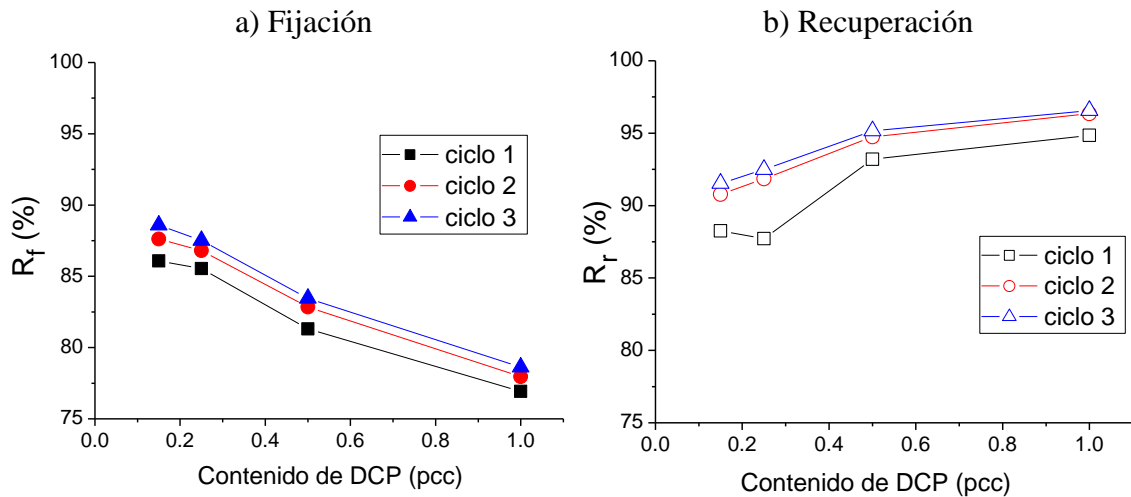 a) Fijación
100
95
90
85
80
75
R_f (%)
ciclo 1
ciclo 2
ciclo 3
0.0 0.2 0.4 0.6 0.8 1.0
Contenido de DCP (pcc)
b) Recuperación
100
95
90
85
80
75
R_r (%)
ciclo 1
ciclo 2
ciclo 3
0.0 0.2 0.4 0.6 0.8 1.0
Contenido de DCP (pcc)